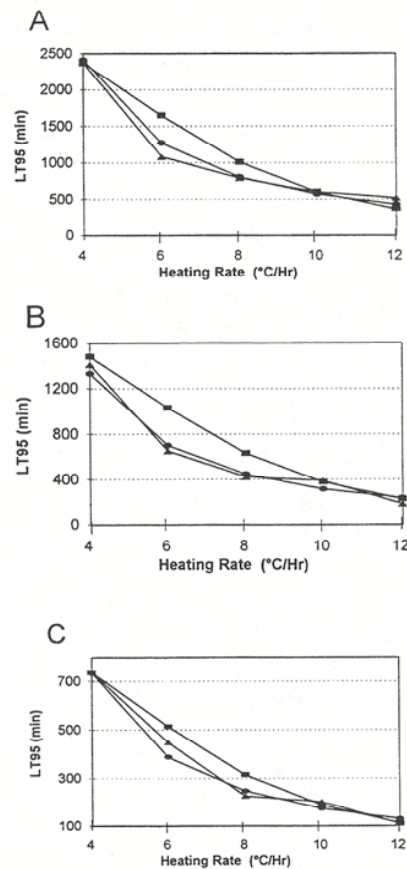 A
2500
2000
1500
1000
500
0
LT95 (min)
4 6 8 10 12
Heating Rate (°C/Hr)
B
1600
1200
800
400
0
LT95 (min)
4 6 8 10 12
Heating Rate (°C/Hr)
C
700
500
300
100
LT95 (min)
4 6 8 10 12
Heating Rate (°C/Hr)